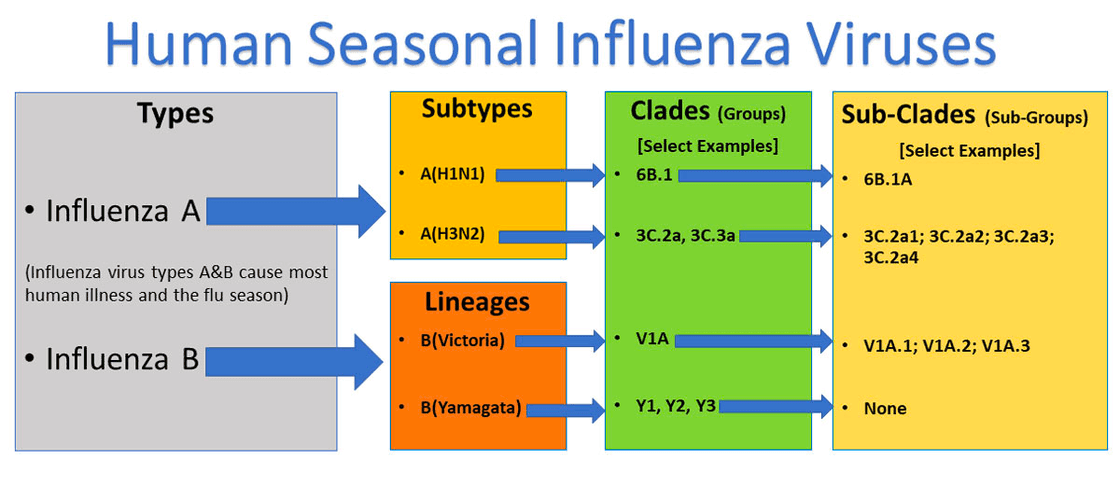 Human Seasonal Influenza Viruses
Types
• Influenza A
(Influenza virus types A&B cause most
human illness and the flu season)
• Influenza B
Subtypes
• A(H1N1)
• A(H3N2)
Lineages
• B(Victoria)
• B(Yamagata)
Clades (Groups)
[Select Examples]
• 6B.1
• 3C.2a, 3C.3a
• V1A
• Y1, Y2, Y3
Sub-Clades (Sub-Groups)
[Select Examples]
• 6B.1A
• 3C.2a1; 3C.2a2; 3C.2a3;
3C.2a4
• V1A.1; V1A.2; V1A.3
• None